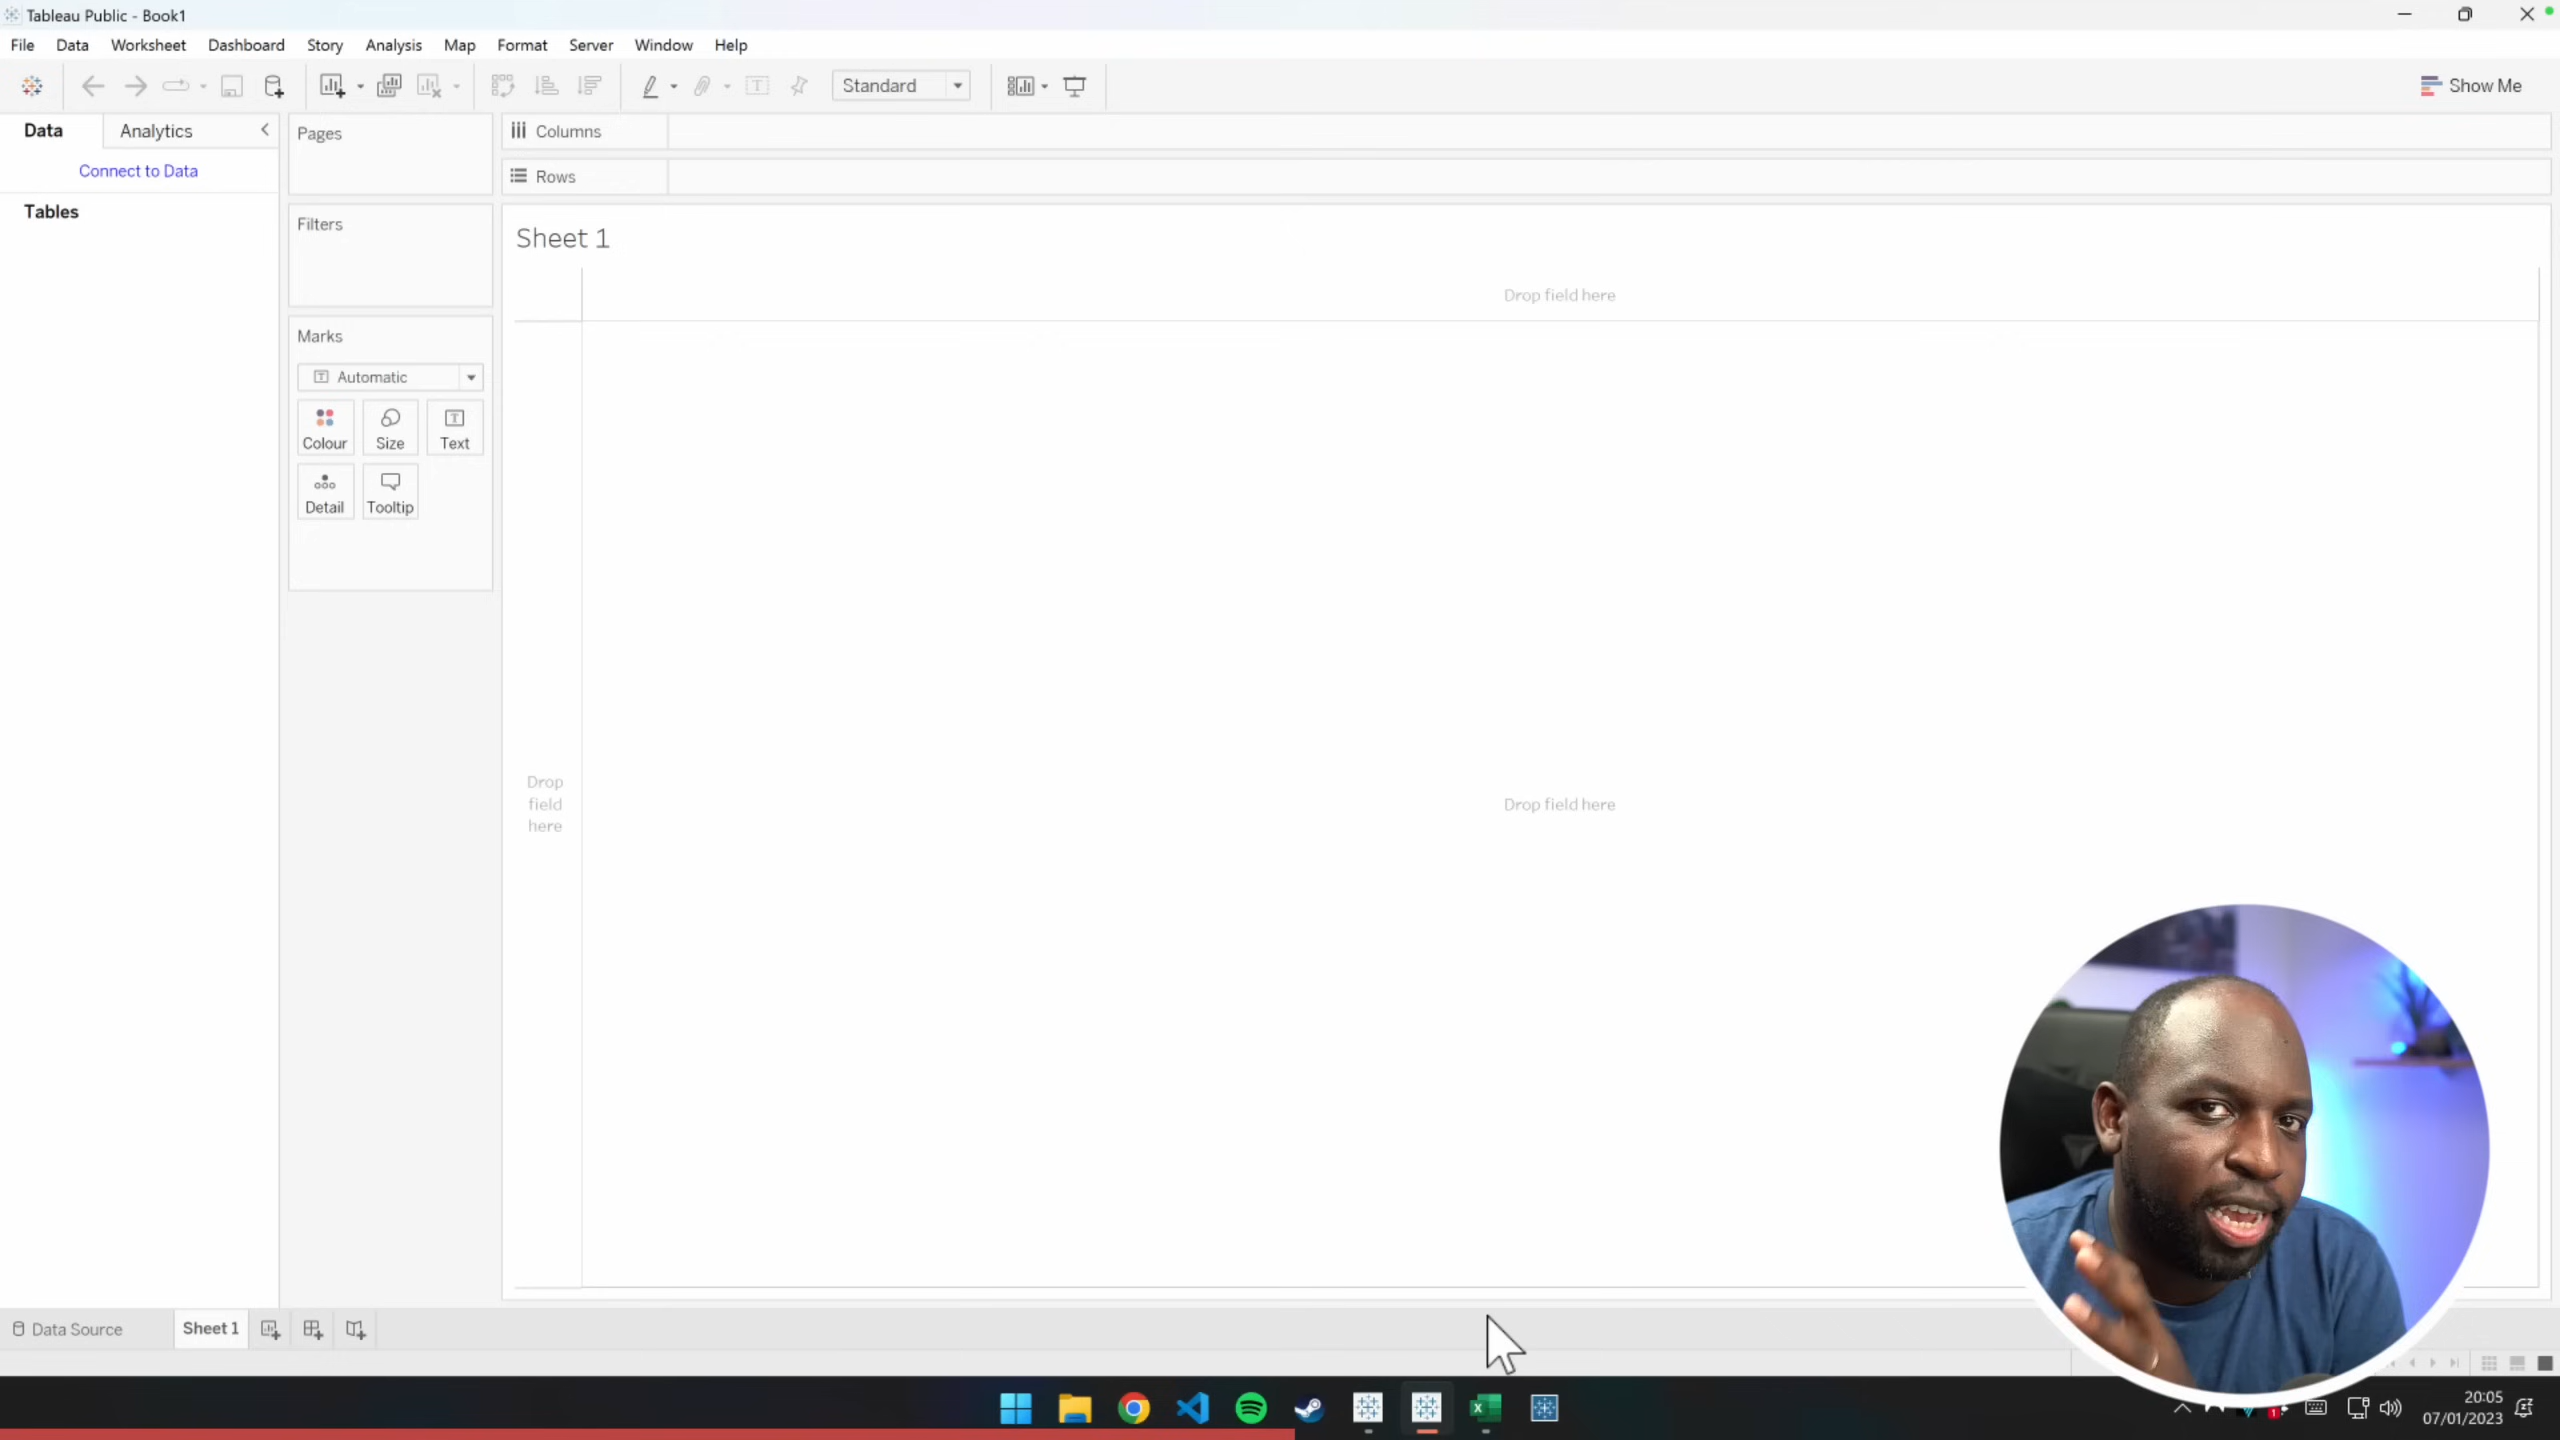 Tableau Public - Book1
File Data Worksheet Dashboard Story Analysis Map Format Server Window Help
Standard
Show Me
Data Analytics
Connect to Data
Tables
Pages
Columns
Rows
Filters
Sheet 1
Drop field here
Marks
Automatic
Colour Size Text
Detail Tooltip
Drop
field
here
Drop field here
Data Source Sheet 1
20:05
07/01/2023
1